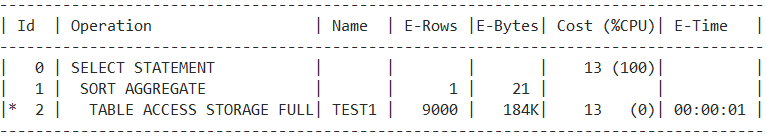 --------------------------------------------------------------------------------------------
| Id  | Operation                  | Name  | E-Rows |E-Bytes| Cost (%CPU)| E-Time   |
--------------------------------------------------------------------------------------------
|   0 | SELECT STATEMENT           |       |        |       |    13 (100)|          |
|   1 |  SORT AGGREGATE            |       |      1 |    21 |            |          |
|*  2 |   TABLE ACCESS STORAGE FULL| TEST1 |   9000 |   184K|    13   (0)| 00:00:01 |
--------------------------------------------------------------------------------------------